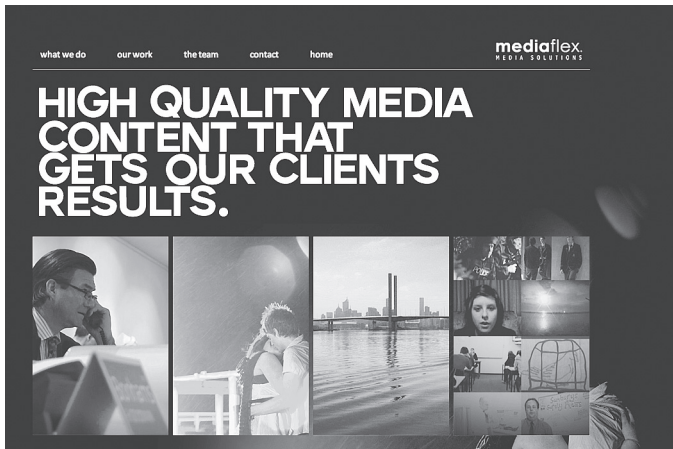 what we do our work the team contact home
mediaflex.
MEDIA SOLUTIONS
HIGH QUALITY MEDIA
CONTENT THAT
GETS OUR CLIENTS
RESULTS.